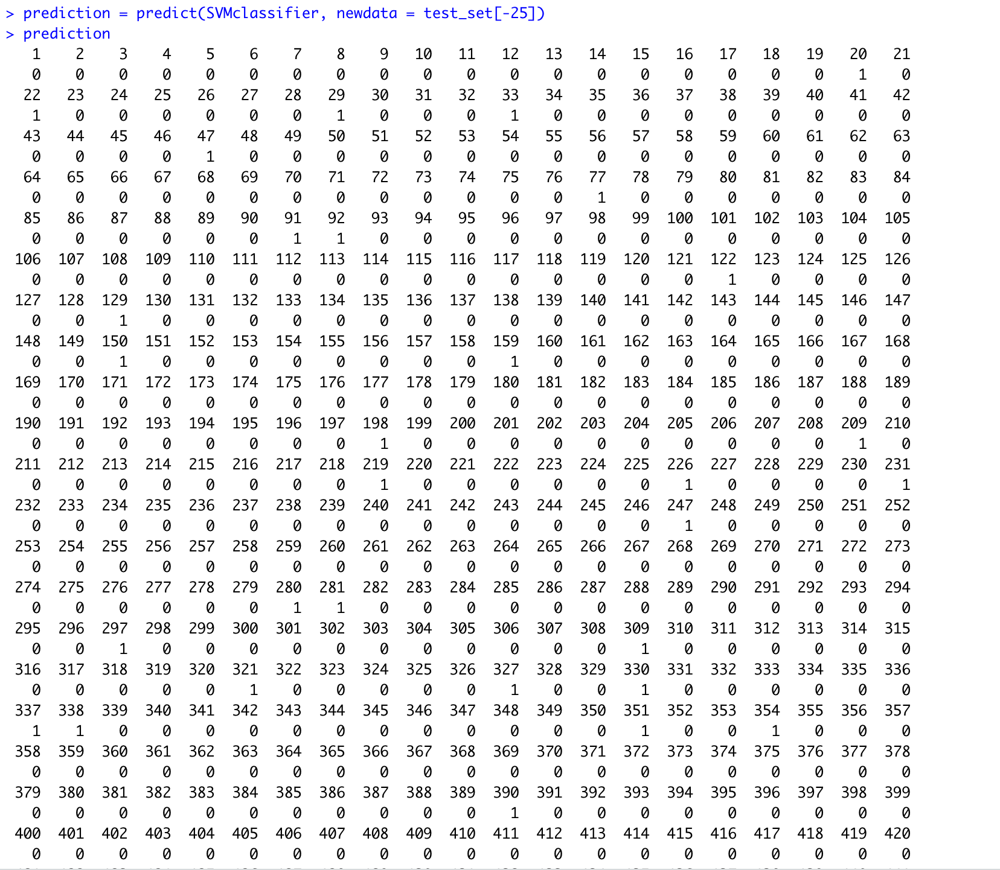 > prediction = predict(SVMclassifier, newdata = test_set[-25])
> prediction
1 2 3 4 5 6 7 8 9 10 11 12 13 14 15 16 17 18 19 20 21
0 0 0 0 0 0 0 0 0 0 0 0 0 0 0 0 0 0 0 1 0
22 23 24 25 26 27 28 29 30 31 32 33 34 35 36 37 38 39 40 41 42
1 0 0 0 0 0 0 1 0 0 0 1 0 0 0 0 0 0 0 0 0
43 44 45 46 47 48 49 50 51 52 53 54 55 56 57 58 59 60 61 62 63
0 0 0 0 1 0 0 0 0 0 0 0 0 0 0 0 0 0 0 0 0
64 65 66 67 68 69 70 71 72 73 74 75 76 77 78 79 80 81 82 83 84
0 0 0 0 0 0 0 0 0 0 0 0 0 1 0 0 0 0 0 0 0
85 86 87 88 89 90 91 92 93 94 95 96 97 98 99 100 101 102 103 104 105
0 0 0 0 0 0 1 1 0 0 0 0 0 0 0 0 0 0 0 0 0
106 107 108 109 110 111 112 113 114 115 116 117 118 119 120 121 122 123 124 125 126
0 0 0 0 0 0 0 0 0 0 0 0 0 0 0 0 1 0 0 0 0
127 128 129 130 131 132 133 134 135 136 137 138 139 140 141 142 143 144 145 146 147
0 0 1 0 0 0 0 0 0 0 0 0 0 0 0 0 0 0 0 0 0
148 149 150 151 152 153 154 155 156 157 158 159 160 161 162 163 164 165 166 167 168
0 0 1 0 0 0 0 0 0 0 0 1 0 0 0 0 0 0 0 0 0
169 170 171 172 173 174 175 176 177 178 179 180 181 182 183 184 185 186 187 188 189
0 0 0 0 0 0 0 0 0 0 0 0 0 0 0 0 0 0 0 0 0
190 191 192 193 194 195 196 197 198 199 200 201 202 203 204 205 206 207 208 209 210
0 0 0 0 0 0 0 0 1 0 0 0 0 0 0 0 0 0 0 1 0
211 212 213 214 215 216 217 218 219 220 221 222 223 224 225 226 227 228 229 230 231
0 0 0 0 0 0 0 0 1 0 0 0 0 0 0 1 0 0 0 0 1
232 233 234 235 236 237 238 239 240 241 242 243 244 245 246 247 248 249 250 251 252
0 0 0 0 0 0 0 0 0 0 0 0 0 0 0 1 0 0 0 0 0
253 254 255 256 257 258 259 260 261 262 263 264 265 266 267 268 269 270 271 272 273
0 0 0 0 0 0 0 0 0 0 0 0 0 0 0 0 0 0 0 0 0
274 275 276 277 278 279 280 281 282 283 284 285 286 287 288 289 290 291 292 293 294
0 0 0 0 0 0 1 1 0 0 0 0 0 0 0 0 0 0 0 0 0
295 296 297 298 299 300 301 302 303 304 305 306 307 308 309 310 311 312 313 314 315
0 0 1 0 0 0 0 0 0 0 0 0 0 0 1 0 0 0 0 0 0
316 317 318 319 320 321 322 323 324 325 326 327 328 329 330 331 332 333 334 335 336
0 0 0 0 0 1 0 0 0 0 0 1 0 0 1 0 0 0 0 0 0
337 338 339 340 341 342 343 344 345 346 347 348 349 350 351 352 353 354 355 356 357
1 1 0 0 0 0 0 0 0 0 0 0 0 0 1 0 0 1 0 0 0
358 359 360 361 362 363 364 365 366 367 368 369 370 371 372 373 374 375 376 377 378
0 0 0 0 0 0 0 0 0 0 0 0 0 0 0 0 0 0 0 0 0
379 380 381 382 383 384 385 386 387 388 389 390 391 392 393 394 395 396 397 398 399
0 0 0 0 0 0 0 0 0 0 0 1 0 0 0 0 0 0 0 0 0
400 401 402 403 404 405 406 407 408 409 410 411 412 413 414 415 416 417 418 419 420
0 0 0 0 0 0 0 0 0 0 0 0 0 0 0 0 0 0 0 0 0